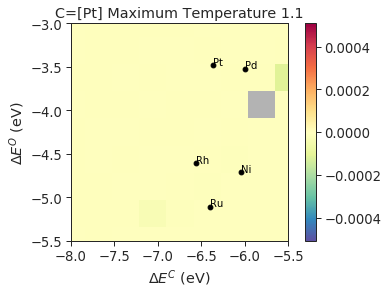 C=[Pt] Maximum Temperature 1.1
−3.0
−3.5
−4.0
−4.5
−5.0
−5.5
ΔE^O (eV)
Pt
Pd
Rh
Ni
Ru
−8.0 −7.5 −7.0 −6.5 −6.0 −5.5
ΔE^C (eV)
0.0004
0.0002
0.0000
−0.0002
−0.0004